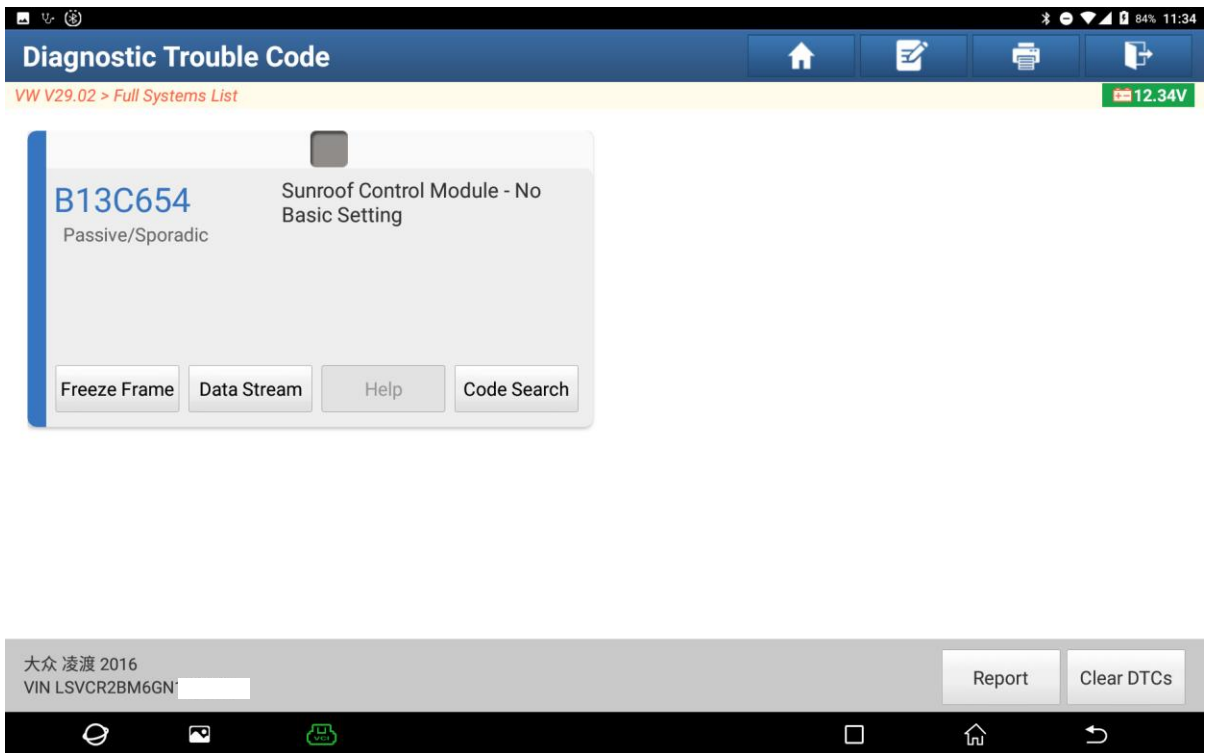 84% 11:34
Diagnostic Trouble Code
VW V29.02 > Full Systems List
12.34V
B13C654
Passive/Sporadic
Sunroof Control Module - No
Basic Setting
Freeze Frame
Data Stream
Help
Code Search
大众 凌渡 2016
VIN LSVCR2BM6GN1
Report
Clear DTCs
VCI